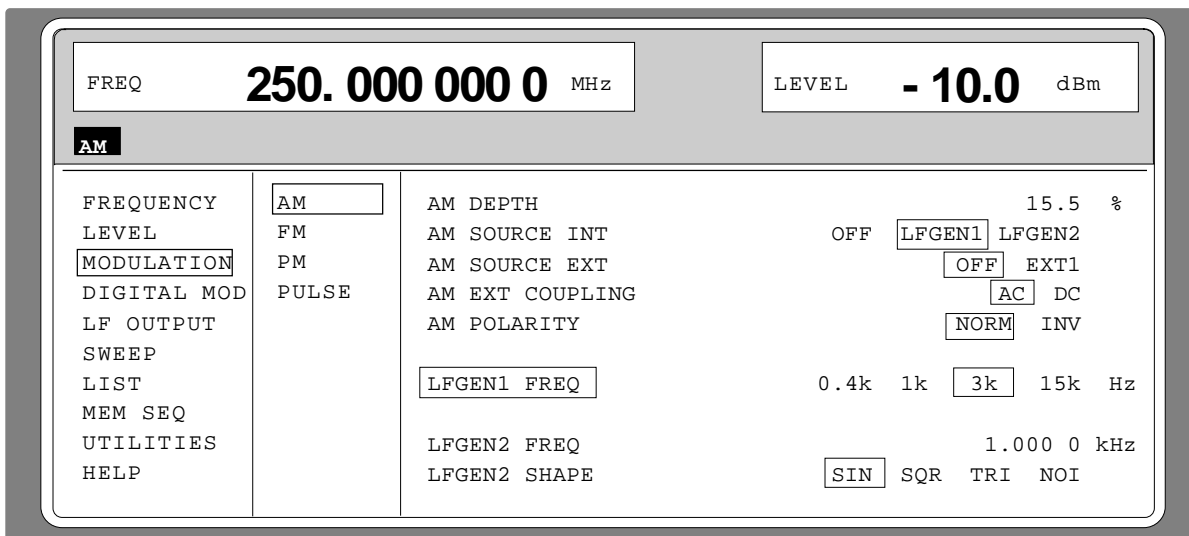 FREQ 250. 000 000 0 MHz LEVEL - 10.0 dBm
AM
FREQUENCY AM AM DEPTH 15.5 %
LEVEL FM AM SOURCE INT OFF LFGEN1 LFGEN2
MODULATION PM AM SOURCE EXT OFF EXT1
DIGITAL MOD PULSE AM EXT COUPLING AC DC
LF OUTPUT AM POLARITY NORM INV
SWEEP
LIST LFGEN1 FREQ 0.4k 1k 3k 15k Hz
MEM SEQ
UTILITIES LFGEN2 FREQ 1.000 0 kHz
HELP LFGEN2 SHAPE SIN SQR TRI NOI